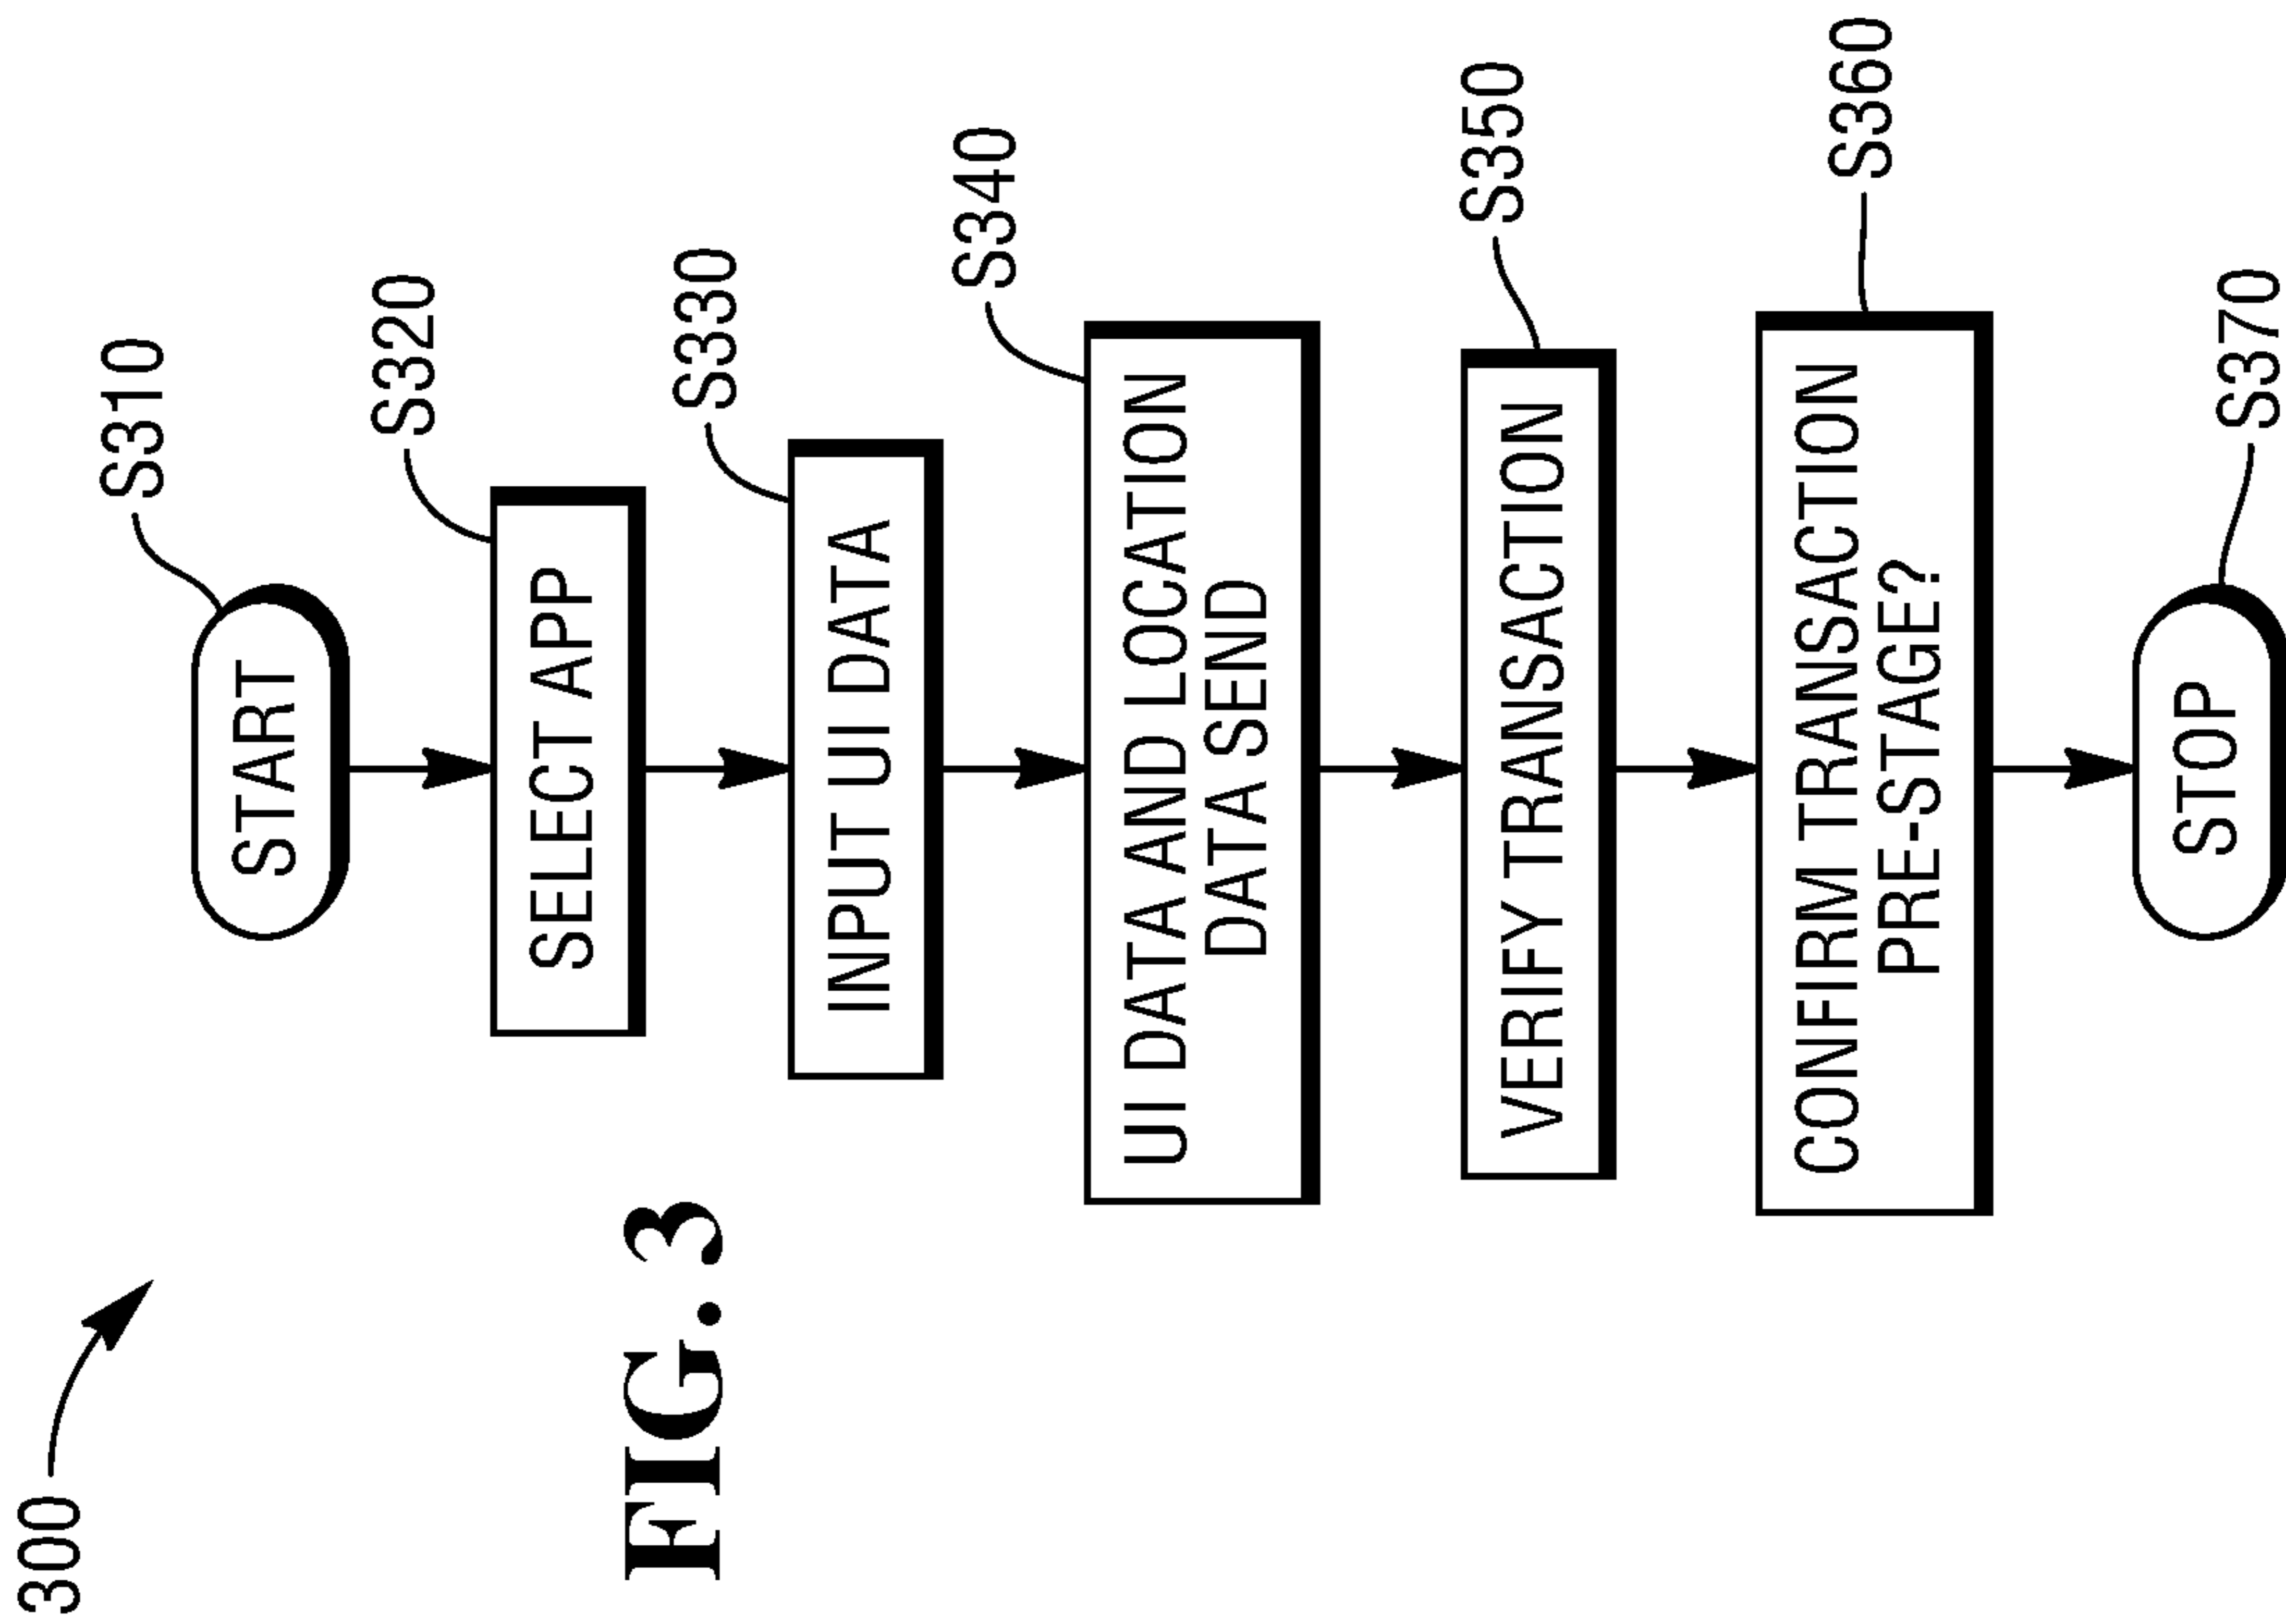 300
S310
START
S320
SELECT APP
S330
INPUT UI DATA
S340
UI DATA AND LOCATION
DATA SEND
S350
VERIFY TRANSACTION
S360
CONFIRM TRANSACTION
PRE-STAGE?
S370
STOP
FIG. 3